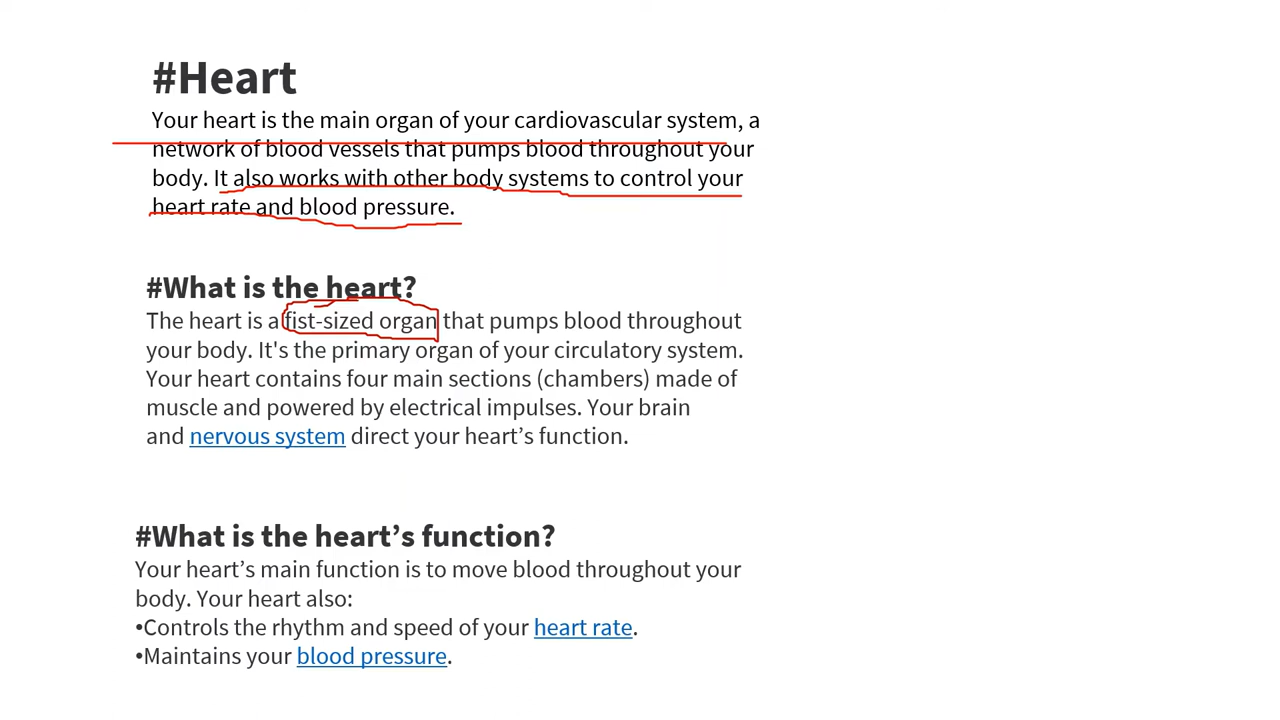 #Heart
Your heart is the main organ of your cardiovascular system, a
network of blood vessels that pumps blood throughout your
body. It also works with other body systems to control your
heart rate and blood pressure.
#What is the heart?
The heart is a fist-sized organ that pumps blood throughout
your body. It's the primary organ of your circulatory system.
Your heart contains four main sections (chambers) made of
muscle and powered by electrical impulses. Your brain
and nervous system direct your heart’s function.
#What is the heart’s function?
Your heart’s main function is to move blood throughout your
body. Your heart also:
•Controls the rhythm and speed of your heart rate.
•Maintains your blood pressure.